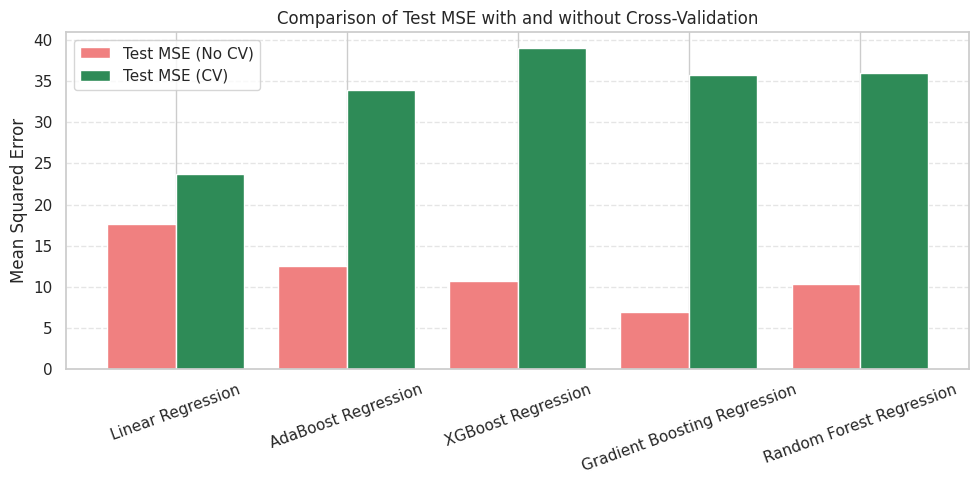 Comparison of Test MSE with and without Cross-Validation
Test MSE (No CV)
Test MSE (CV)
Mean Squared Error
40
35
30
25
20
15
10
5
0
Linear Regression
AdaBoost Regression
XGBoost Regression
Gradient Boosting Regression
Random Forest Regression